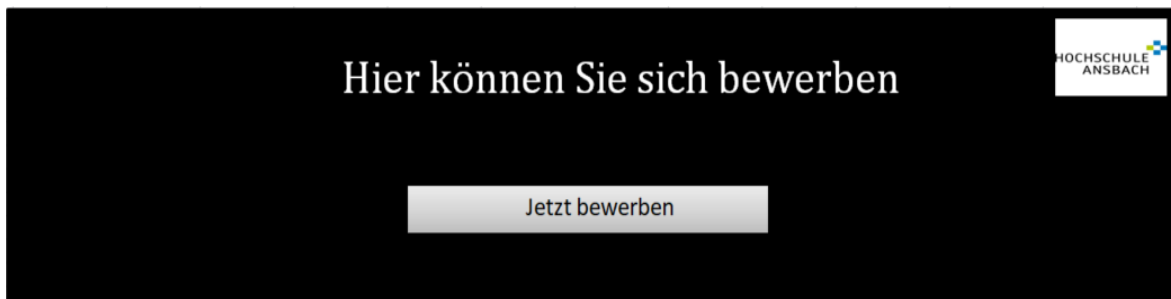 Hier können Sie sich bewerben
HOCHSCHULE
ANSBACH
Jetzt bewerben